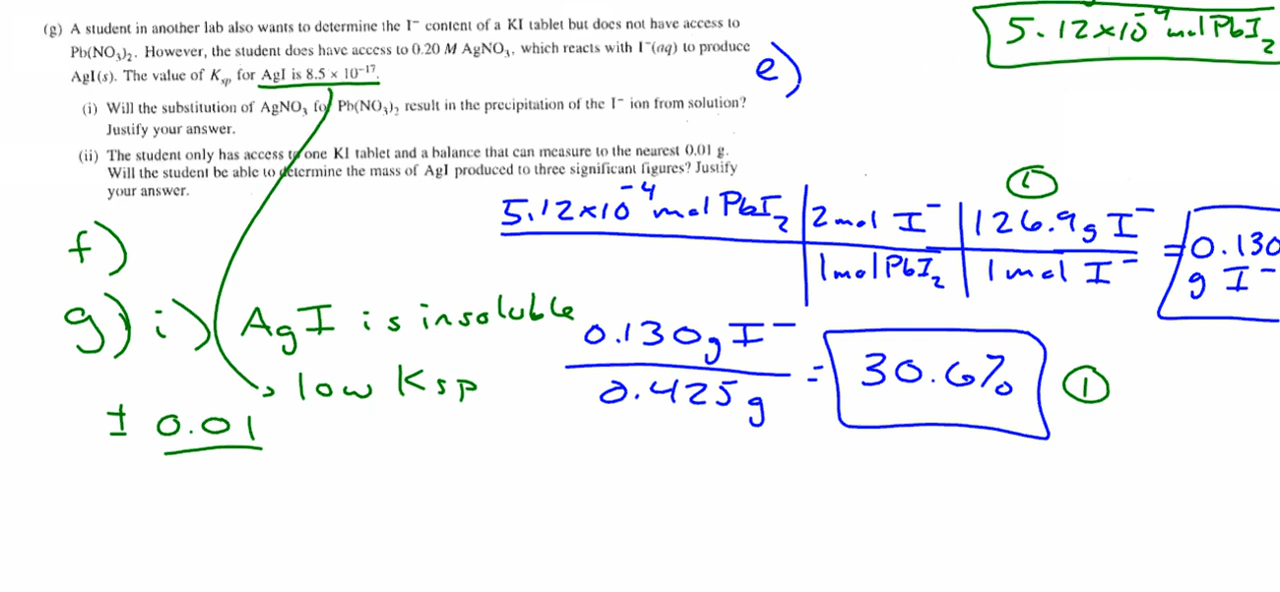 (g) A student in another lab also wants to determine the I⁻ content of a KI tablet but does not have access to
Pb(NO₃)₂. However, the student does have access to 0.20 M AgNO₃, which reacts with I⁻(aq) to produce
AgI(s). The value of Ksp for AgI is 8.5 × 10⁻¹⁷.
(i) Will the substitution of AgNO₃ for Pb(NO₃)₂ result in the precipitation of the I⁻ ion from solution?
Justify your answer.
(ii) The student only has access to one KI tablet and a balance that can measure to the nearest 0.01 g.
Will the student be able to determine the mass of AgI produced to three significant figures? Justify
your answer.
5.12×10⁻⁴ mol PbI₂
e)
①
5.12×10⁻⁴ mol PbI₂ | 2 mol I⁻ | 126.9g I⁻ = 0.130
1 mol PbI₂ | 1 mol I⁻ g I⁻
f)
g) i) AgI is insoluble
low Ksp
± 0.01
0.130g I⁻ = 30.6% ①
0.425g